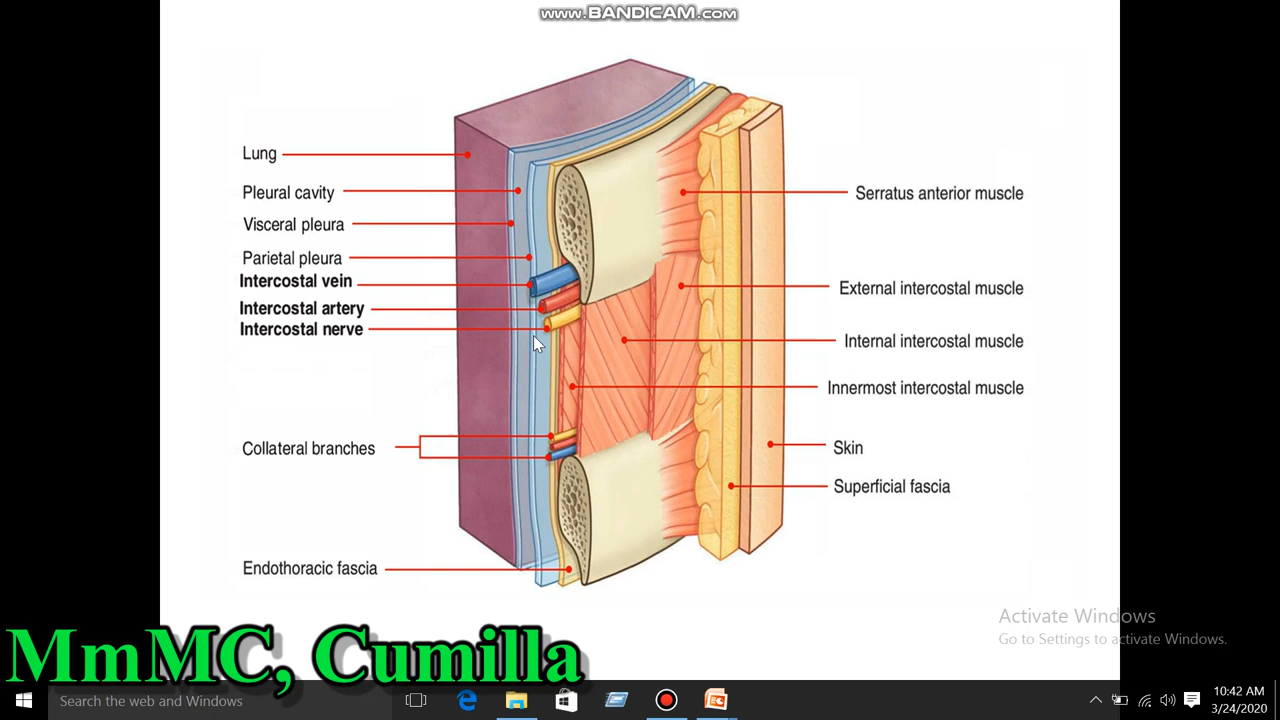 www.BANDICAM.com
Lung
Pleural cavity
Visceral pleura
Parietal pleura
Intercostal vein
Intercostal artery
Intercostal nerve
Collateral branches
Endothoracic fascia
Serratus anterior muscle
External intercostal muscle
Internal intercostal muscle
Innermost intercostal muscle
Skin
Superficial fascia
Activate Windows
Go to Settings to activate Windows.
MmMC, Cumilla
Search the web and Windows
10:42 AM
3/24/2020